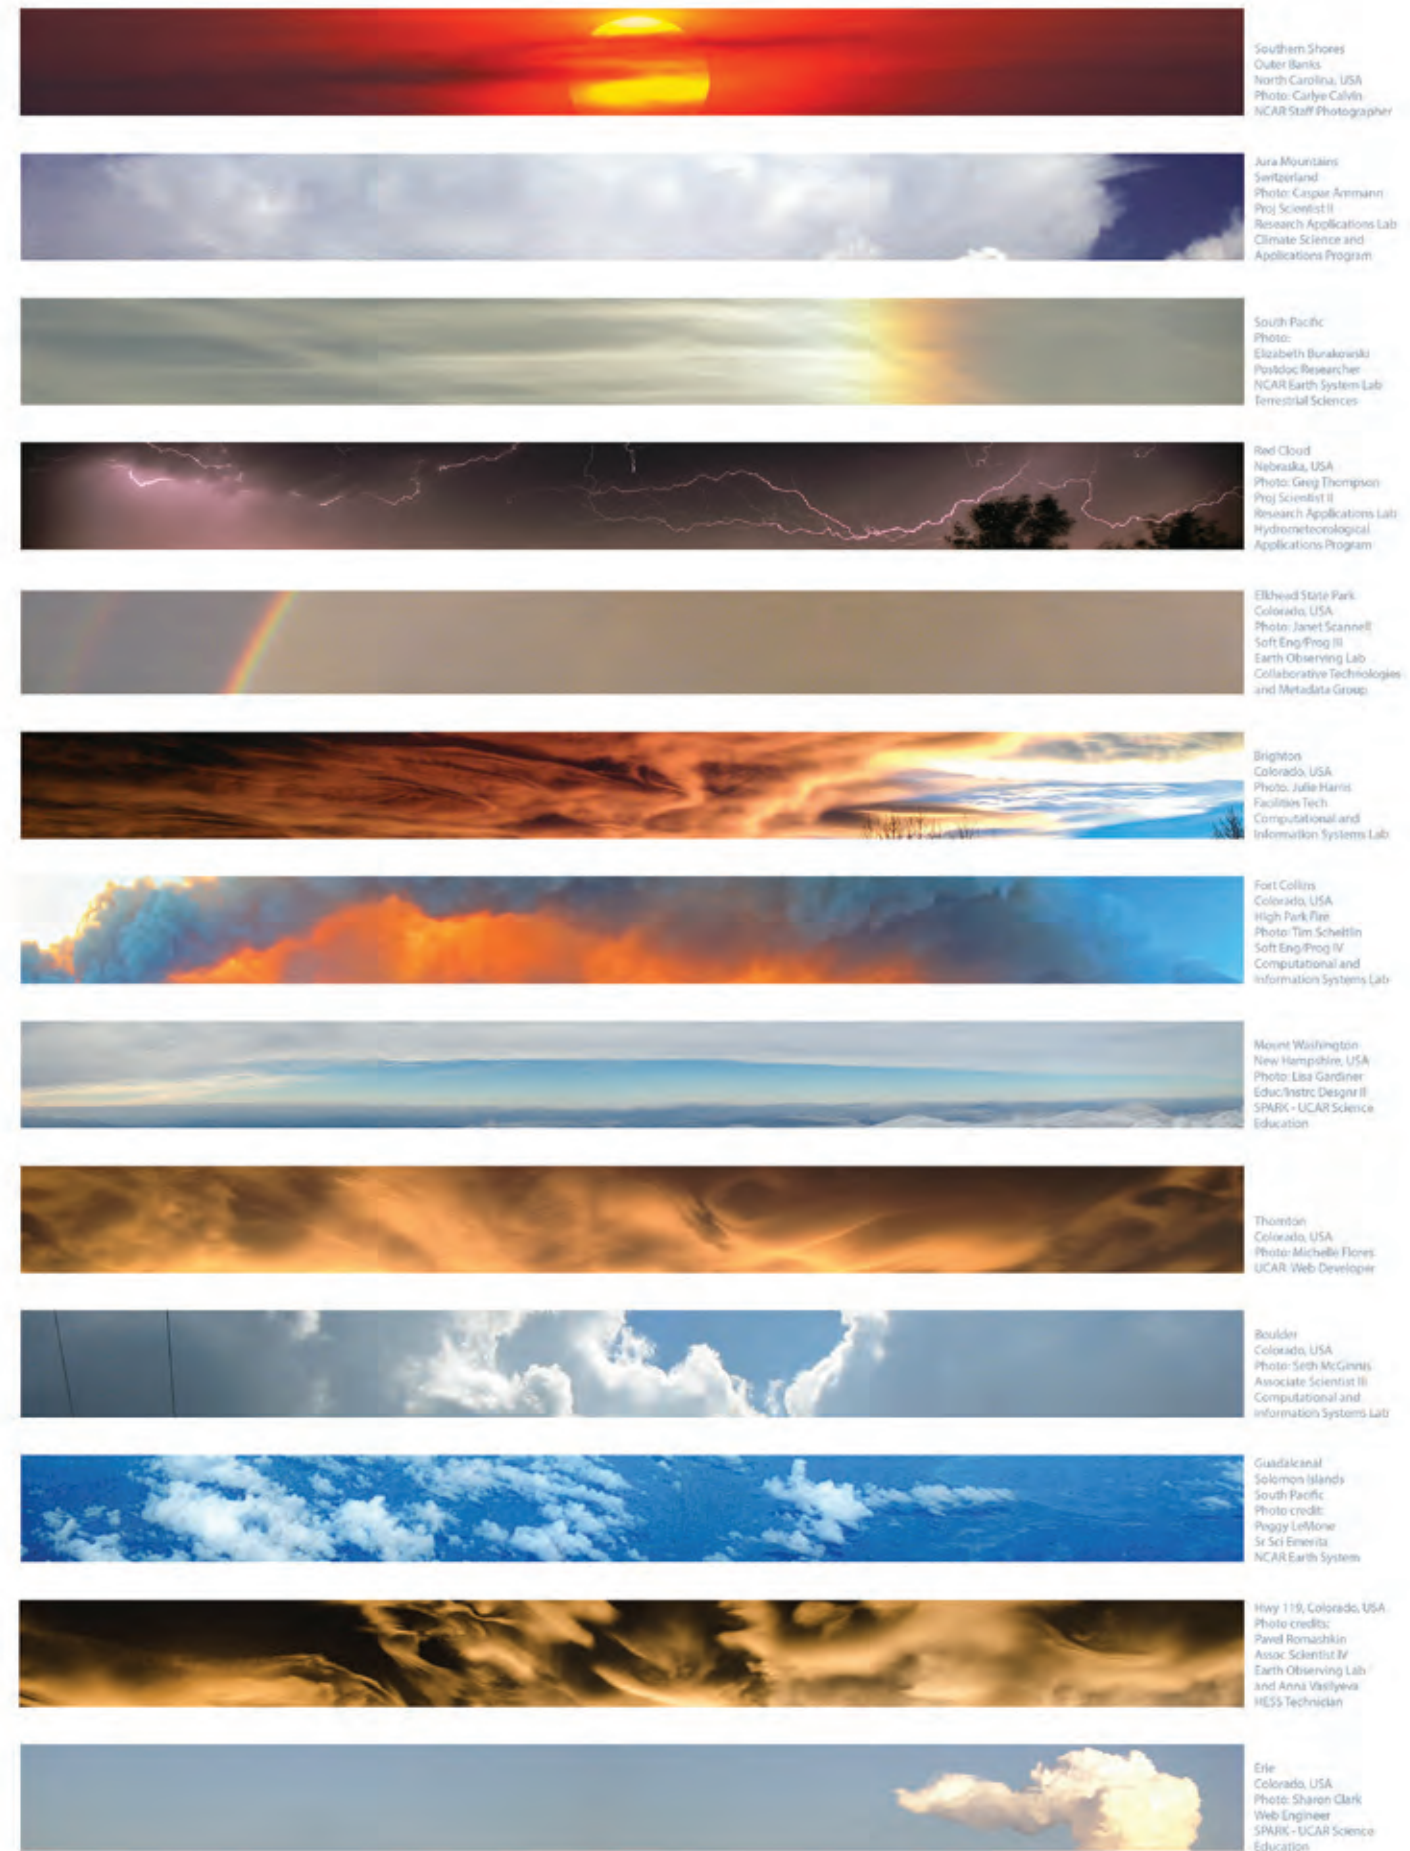 Southern Shores
Outer Banks
North Carolina, USA
Photo: Carlye Calvin
NCAR Staff Photographer
Jura Mountains
Switzerland
Photo: Caspar Ammann
Proj Scientist II
Research Applications Lab
Climate Science and
Applications Program
South Pacific
Photo:
Elizabeth Burakowski
Postdoc Researcher
NCAR Earth System Lab
Terrestrial Sciences
Red Cloud
Nebraska, USA
Photo: Greg Thompson
Proj Scientist II
Research Applications Lab
Hydrometeorological
Applications Program
Elkhead State Park
Colorado, USA
Photo: Janet Scannell
Soft Eng/Prog III
Earth Observing Lab
Collaborative Technologies
and Metadata Group
Brighton
Colorado, USA
Photo: Julie Harris
Facilities Tech
Computational and
Information Systems Lab
Fort Collins
Colorado, USA
High Park Fire
Photo: Tim Scheitlin
Soft Eng/Prog IV
Computational and
Information Systems Lab
Mount Washington
New Hampshire, USA
Photo: Lisa Gardiner
Educ/Instrc Desgnr II
SPARK - UCAR Science
Education
Thornton
Colorado, USA
Photo: Michelle Flores
UCAR Web Developer
Boulder
Colorado, USA
Photo: Seth McGinnis
Associate Scientist III
Computational and
Information Systems Lab
Guadalcanal
Solomon Islands
South Pacific
Photo credit:
Peggy LeMone
Sr Sci Emerita
NCAR Earth System
Hwy 119, Colorado, USA
Photo credits:
Pavel Romashkin
Assoc Scientist IV
Earth Observing Lab
and Anna Vasilyeva
HESS Technician
Erie
Colorado, USA
Photo: Sharon Clark
Web Engineer
SPARK - UCAR Science
Education